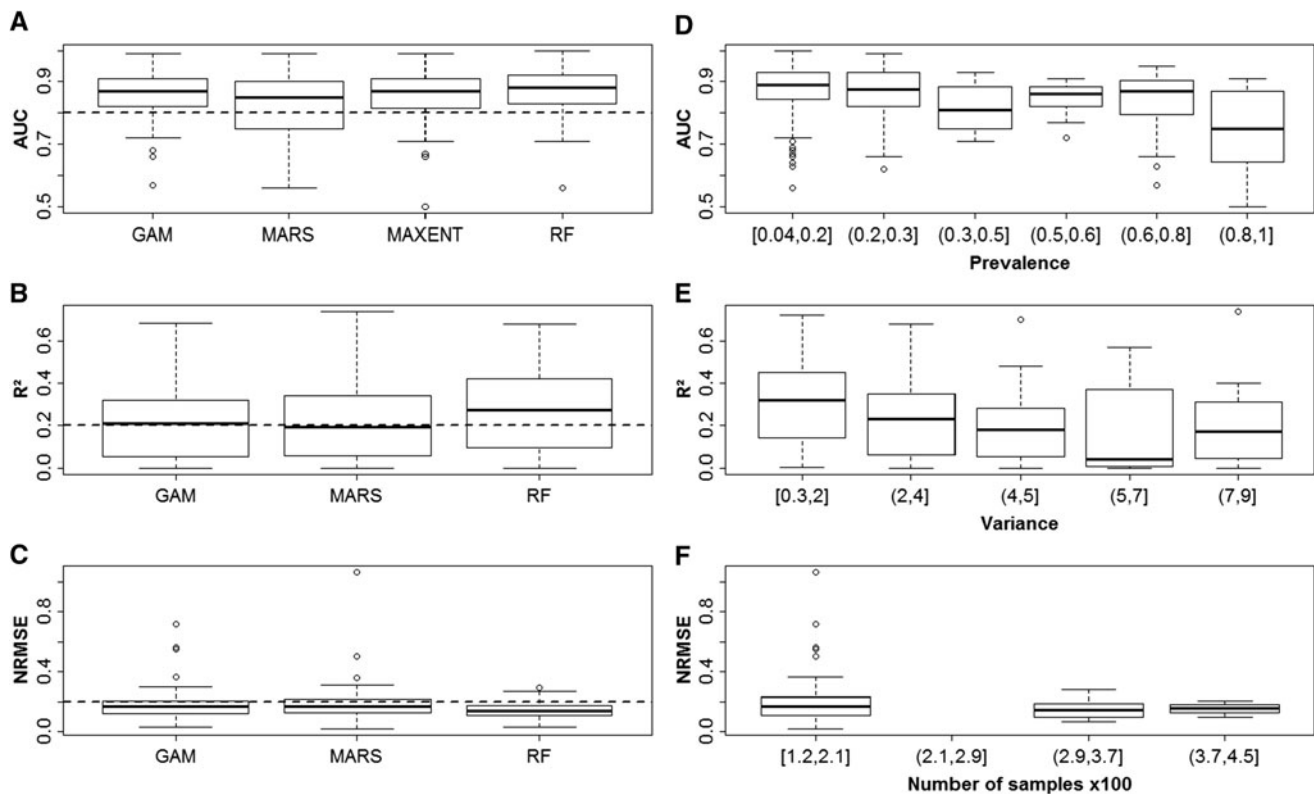 A
AUC
0.5 0.7 0.9
GAM MARS MAXENT RF
B
R²
0.0 0.2 0.4 0.6
GAM MARS RF
C
NRMSE
0.0 0.4 0.8
GAM MARS RF
D
AUC
0.5 0.7 0.9
[0.04,0.2] (0.2,0.3] (0.3,0.5] (0.5,0.6] (0.6,0.8] (0.8,1]
Prevalence
E
R²
0.0 0.2 0.4 0.6
[0.3,2] (2,4] (4,5] (5,7] (7,9]
Variance
F
NRMSE
0.0 0.4 0.8
[1.2,2.1] (2.1,2.9] (2.9,3.7] (3.7,4.5]
Number of samples x100